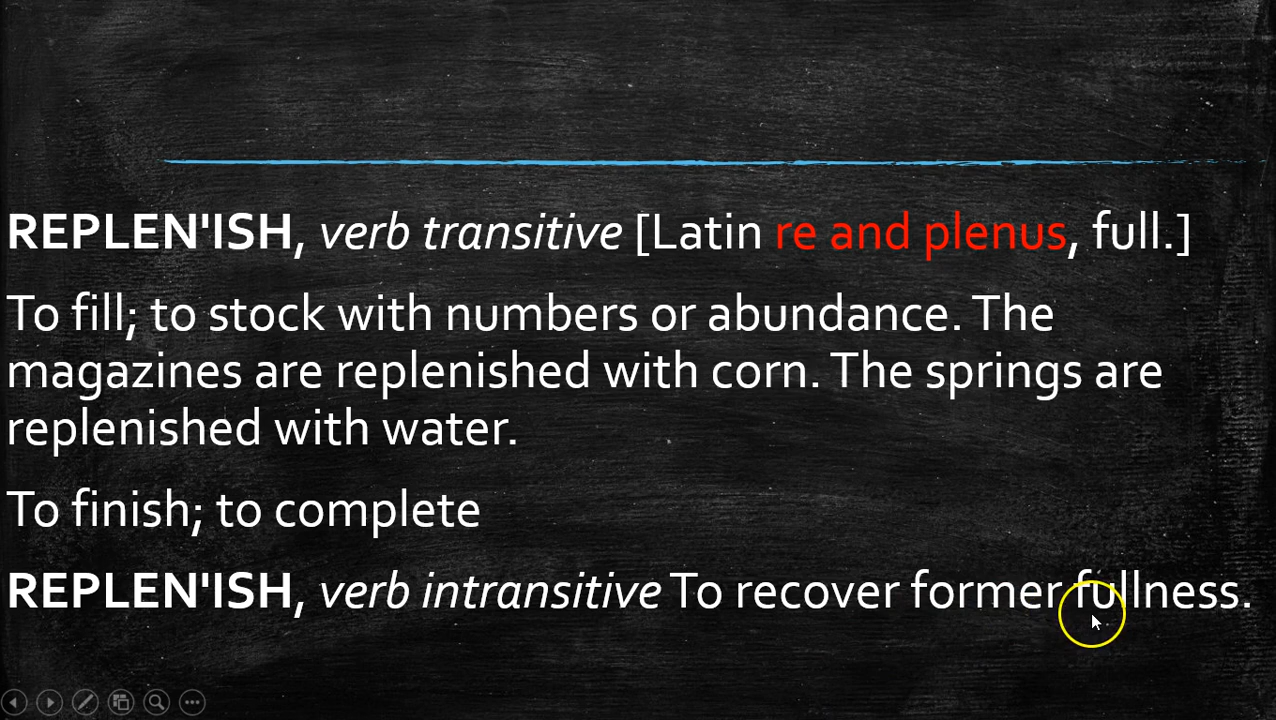 REPLEN'ISH, verb transitive [Latin re and plenus, full.]
To fill; to stock with numbers or abundance. The
magazines are replenished with corn. The springs are
replenished with water.
To finish; to complete
REPLEN'ISH, verb intransitive To recover former fullness.